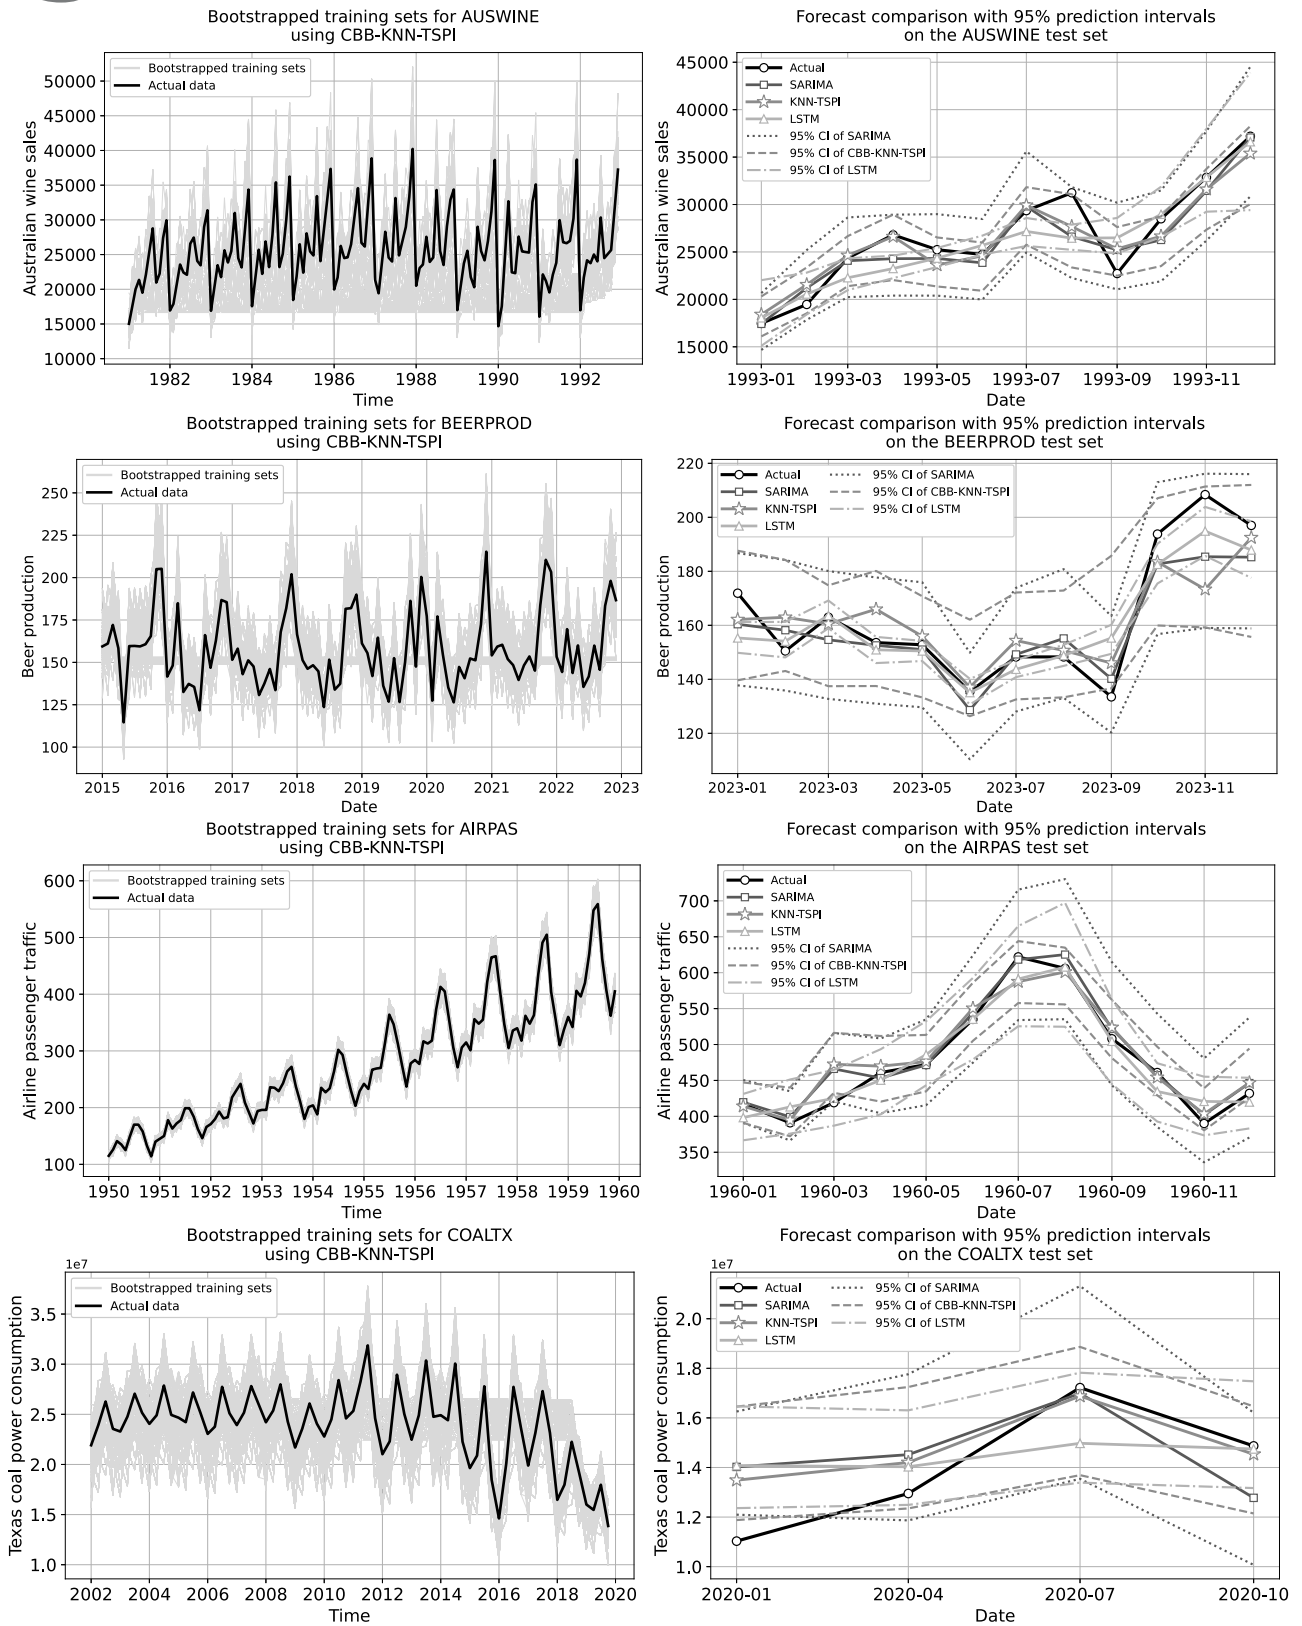 Bootstrapped training sets for AUSWINE
using CBB-KNN-TSPI
Bootstrapped training sets
Actual data
Australian wine sales
50000
45000
40000
35000
30000
25000
20000
15000
10000
1982 1984 1986 1988 1990 1992
Time
Forecast comparison with 95% prediction intervals
on the AUSWINE test set
Actual
SARIMA
KNN-TSPI
LSTM
95% CI of SARIMA
95% CI of CBB-KNN-TSPI
95% CI of LSTM
Australian wine sales
45000
40000
35000
30000
25000
20000
15000
1993-01 1993-03 1993-05 1993-07 1993-09 1993-11
Date
Bootstrapped training sets for BEERPROD
using CBB-KNN-TSPI
Bootstrapped training sets
Actual data
Beer production
250
225
200
175
150
125
100
2015 2016 2017 2018 2019 2020 2021 2022 2023
Date
Forecast comparison with 95% prediction intervals
on the BEERPROD test set
Actual
SARIMA
KNN-TSPI
LSTM
95% CI of SARIMA
95% CI of CBB-KNN-TSPI
95% CI of LSTM
Beer production
220
200
180
160
140
120
2023-01 2023-03 2023-05 2023-07 2023-09 2023-11
Date
Bootstrapped training sets for AIRPAS
using CBB-KNN-TSPI
Bootstrapped training sets
Actual data
Airline passenger traffic
600
500
400
300
200
100
1950 1951 1952 1953 1954 1955 1956 1957 1958 1959 1960
Time
Forecast comparison with 95% prediction intervals
on the AIRPAS test set
Actual
SARIMA
KNN-TSPI
LSTM
95% CI of SARIMA
95% CI of CBB-KNN-TSPI
95% CI of LSTM
Airline passenger traffic
700
650
600
550
500
450
400
350
1960-01 1960-03 1960-05 1960-07 1960-09 1960-11
Date
Bootstrapped training sets for COALTX
using CBB-KNN-TSPI
1e7
Bootstrapped training sets
Actual data
Texas coal power consumption
3.5
3.0
2.5
2.0
1.5
1.0
2002 2004 2006 2008 2010 2012 2014 2016 2018 2020
Time
Forecast comparison with 95% prediction intervals
on the COALTX test set
1e7
Actual
SARIMA
KNN-TSPI
LSTM
95% CI of SARIMA
95% CI of CBB-KNN-TSPI
95% CI of LSTM
Texas coal power consumption
2.0
1.8
1.6
1.4
1.2
1.0
2020-01 2020-04 2020-07 2020-10
Date